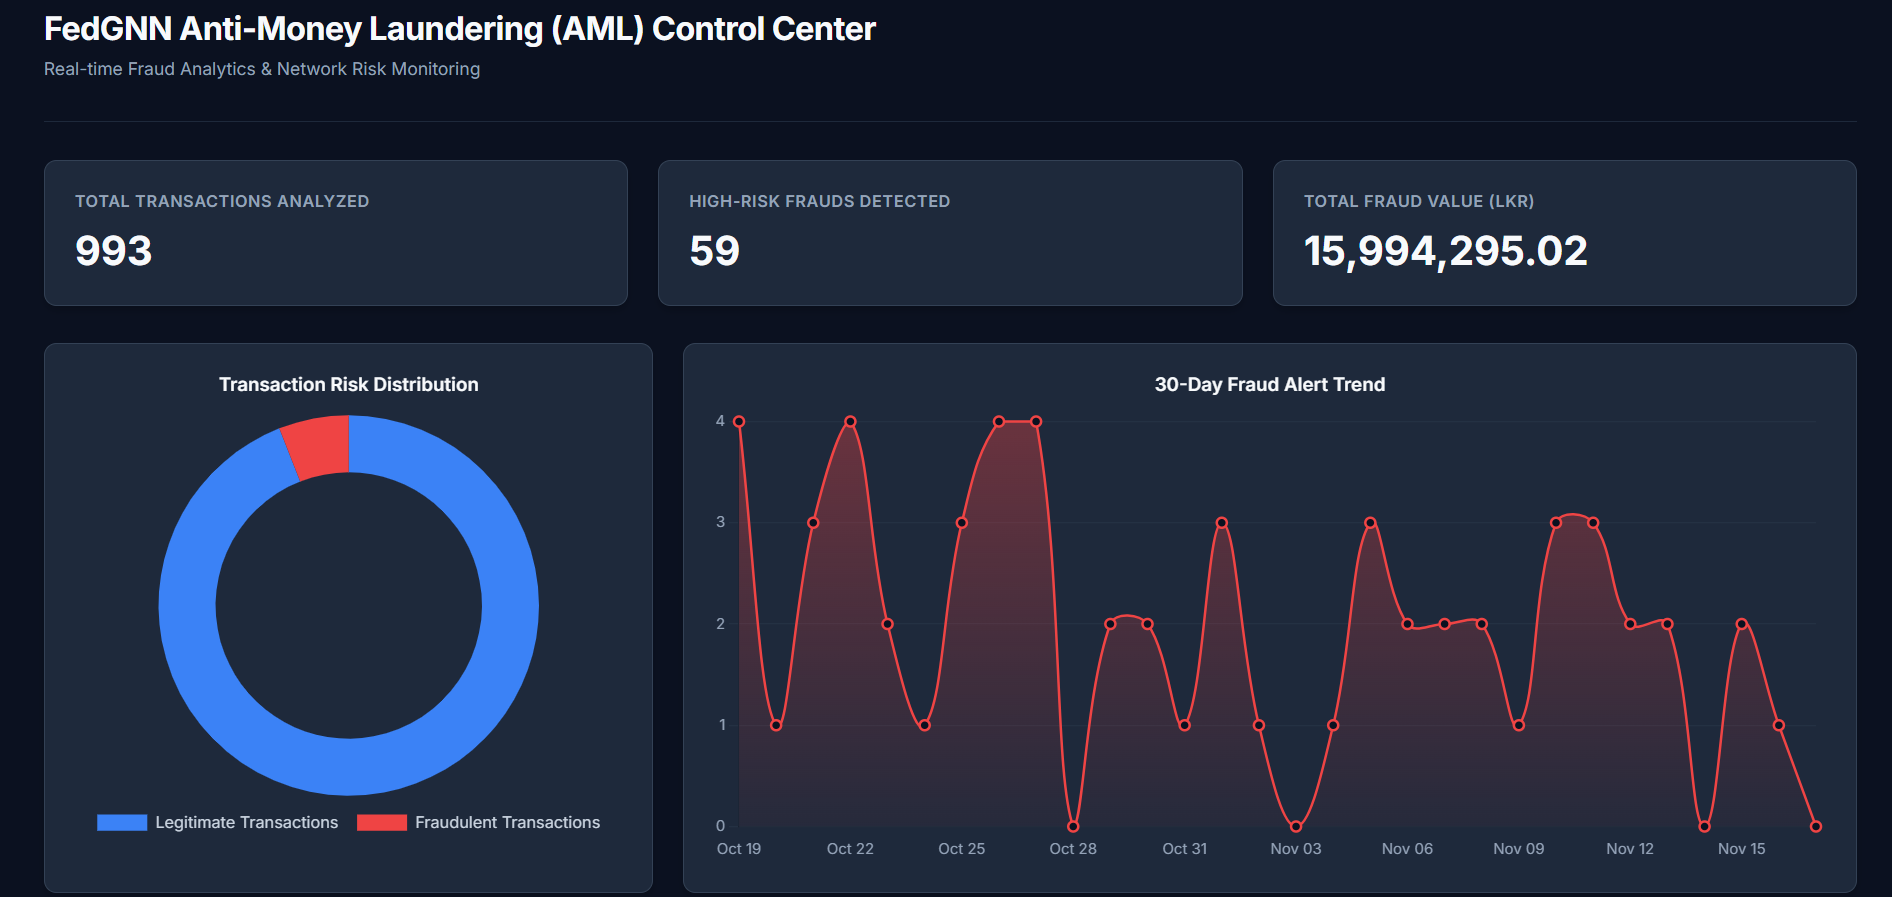 FedGNN Anti-Money Laundering (AML) Control Center
Real-time Fraud Analytics & Network Risk Monitoring
TOTAL TRANSACTIONS ANALYZED
993
HIGH-RISK FRAUDS DETECTED
59
TOTAL FRAUD VALUE (LKR)
15,994,295.02
Transaction Risk Distribution
Legitimate Transactions
Fraudulent Transactions
30-Day Fraud Alert Trend
4
3
2
1
0
Oct 19
Oct 22
Oct 25
Oct 28
Oct 31
Nov 03
Nov 06
Nov 09
Nov 12
Nov 15